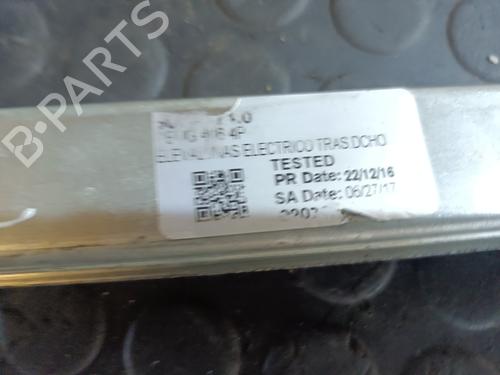 ELEVALUNAS ELECTRICO TRAS DCHO
TESTED
PR Date: 22/12/16
SA Date: 06/27/17
B-PARTS